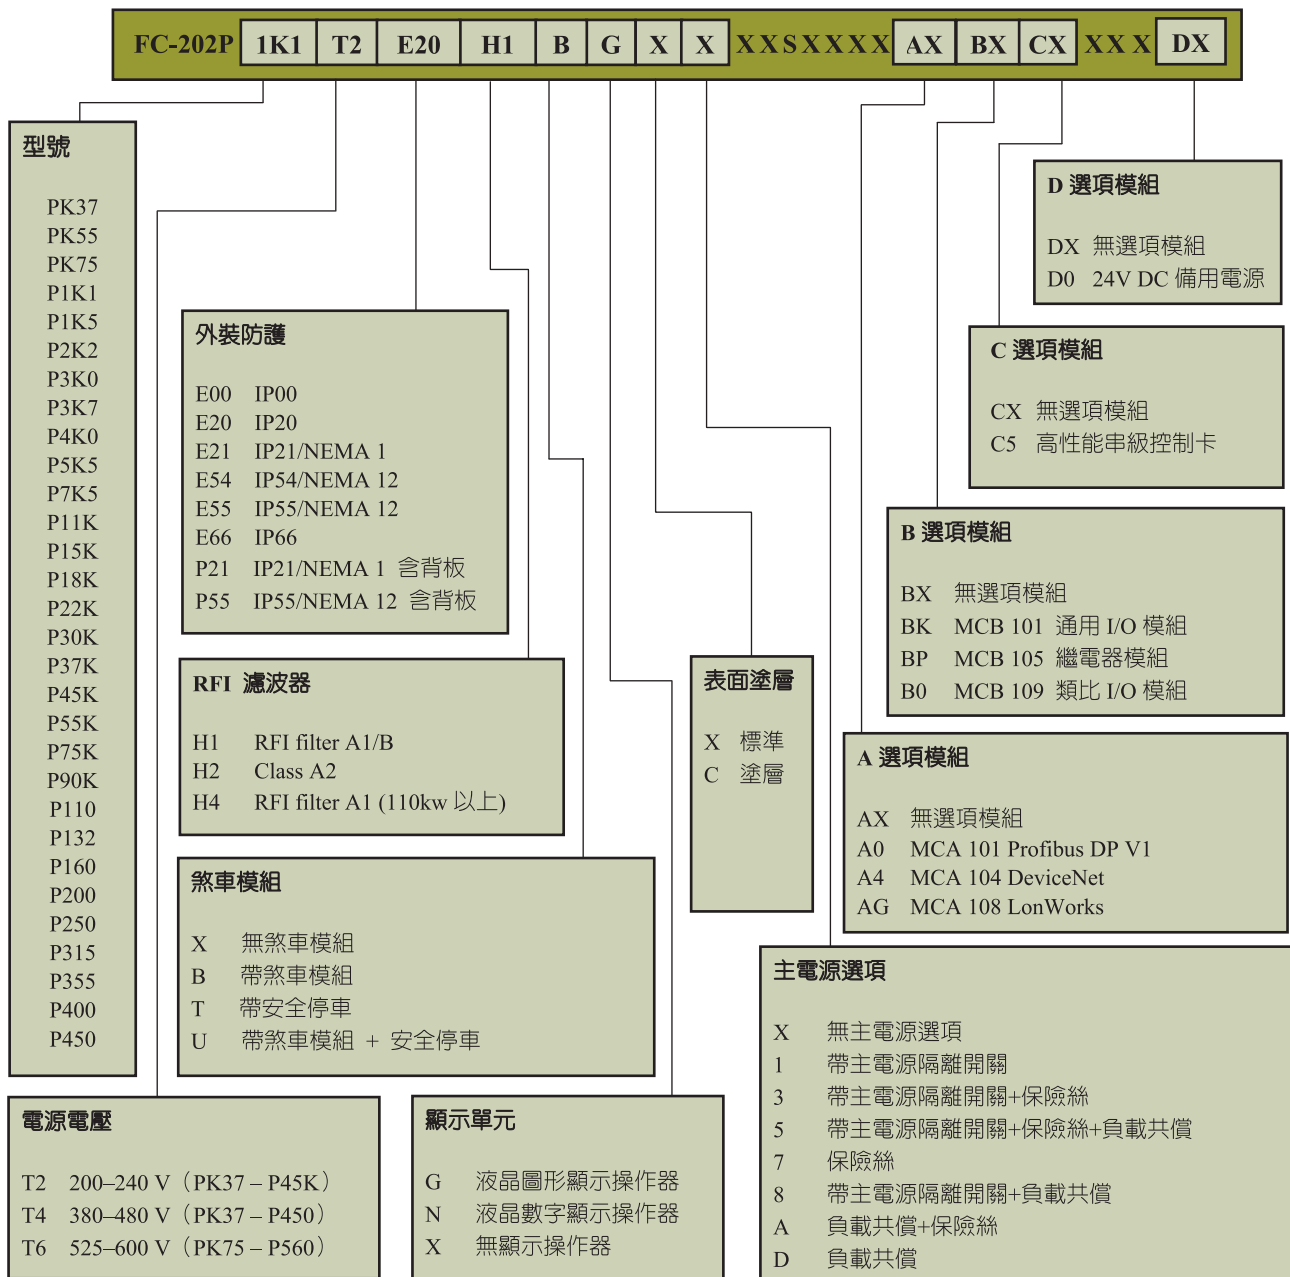 FC-202P 1K1 T2 E20 H1 B G X X XXSXXXX AX BX CX XXX DX
型號
PK37
PK55
PK75
P1K1
P1K5
P2K2
P3K0
P3K7
P4K0
P5K5
P7K5
P11K
P15K
P18K
P22K
P30K
P37K
P45K
P55K
P75K
P90K
P110
P132
P160
P200
P250
P315
P355
P400
P450
電源電壓
T2 200–240 V（PK37 – P45K）
T4 380–480 V（PK37 – P450）
T6 525–600 V（PK75 – P560）
外裝防護
E00 IP00
E20 IP20
E21 IP21/NEMA 1
E54 IP54/NEMA 12
E55 IP55/NEMA 12
E66 IP66
P21 IP21/NEMA 1 含背板
P55 IP55/NEMA 12 含背板
RFI 濾波器
H1 RFI filter A1/B
H2 Class A2
H4 RFI filter A1 (110kw 以上)
煞車模組
X 無煞車模組
B 帶煞車模組
T 帶安全停車
U 帶煞車模組 + 安全停車
顯示單元
G 液晶圖形顯示操作器
N 液晶數字顯示操作器
X 無顯示操作器
表面塗層
X 標準
C 塗層
主電源選項
X 無主電源選項
1 帶主電源隔離開關
3 帶主電源隔離開關+保險絲
5 帶主電源隔離開關+保險絲+負載共償
7 保險絲
8 帶主電源隔離開關+負載共償
A 負載共償+保險絲
D 負載共償
A 選項模組
AX 無選項模組
A0 MCA 101 Profibus DP V1
A4 MCA 104 DeviceNet
AG MCA 108 LonWorks
B 選項模組
BX 無選項模組
BK MCB 101 通用 I/O 模組
BP MCB 105 繼電器模組
B0 MCB 109 類比 I/O 模組
C 選項模組
CX 無選項模組
C5 高性能串級控制卡
D 選項模組
DX 無選項模組
D0 24V DC 備用電源